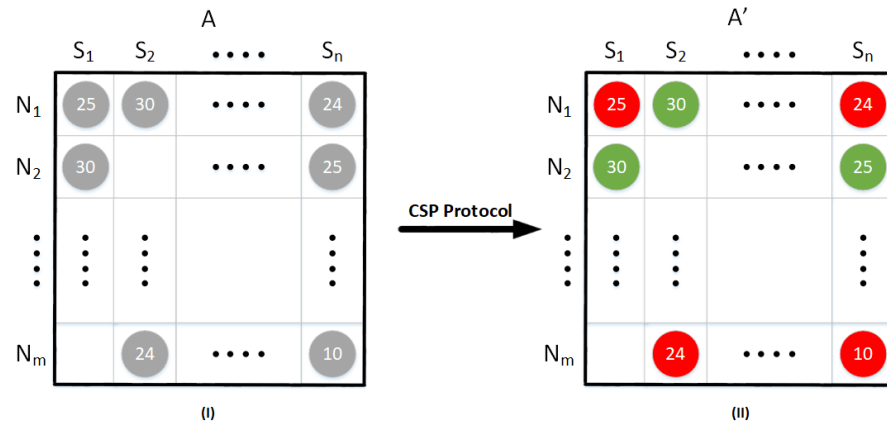 A A’
S1 S2 •••• Sn S1 S2 •••• Sn
N1 25 30 •••• 24 N1 25 30 •••• 24
N2 30 •••• 25 N2 30 •••• 25
CSP Protocol
Nm 24 •••• 10 Nm 24 •••• 10
(I) (II)